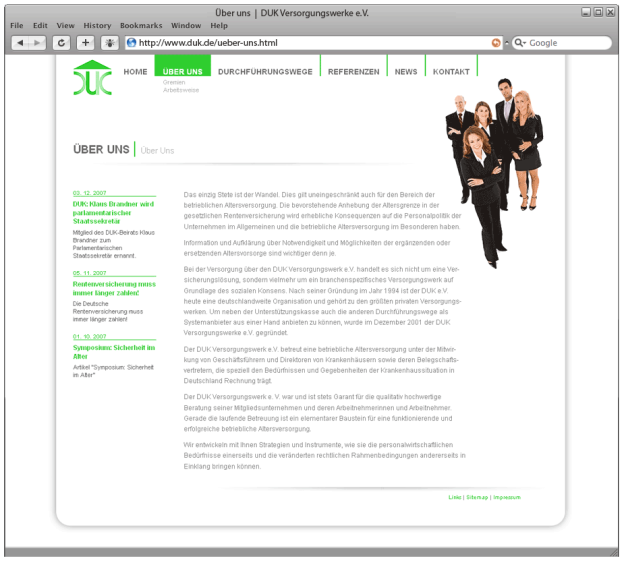 Über uns | DUK Versorgungswerke e.V.
File Edit View History Bookmarks Window Help
http://www.duk.de/ueber-uns.html
Google
DUK
HOME ÜBER UNS DURCHFÜHRUNGSWEGE REFERENZEN NEWS KONTAKT
Gremien
Arbeitsweise
ÜBER UNS Über Uns
03. 12. 2007
DUK: Klaus Brandner wird
parlamentarischer
Staatssekretär
Mitglied des DUK-Beirats Klaus
Brandner zum
Parlamentarischen
Staatssekretär ernannt.
05. 11. 2007
Rentenversicherung muss
immer länger zahlen!
Die Deutsche
Rentenversicherung muss
immer länger zahlen!
01. 10. 2007
Symposium: Sicherheit im
Alter
Artikel "Symposium: Sicherheit
im Alter"
Das einzig Stete ist der Wandel. Dies gilt uneingeschränkt auch für den Bereich der
betrieblichen Altersversorgung. Die bevorstehende Anhebung der Altersgrenze in der
gesetzlichen Rentenversicherung wird erhebliche Konsequenzen auf die Personalpolitik der
Unternehmen im Allgemeinen und die betriebliche Altersversorgung im Besonderen haben.
Information und Aufklärung über Notwendigkeit und Möglichkeiten der ergänzenden oder
ersetzenden Altersvorsorge sind wichtiger denn je.
Bei der Versorgung über den DUK Versorgungswerk e.V. handelt es sich nicht um eine Ver-
sicherungslösung, sondern vielmehr um ein branchenspezifisches Versorgungswerk auf
Grundlage des sozialen Konsens. Nach seiner Gründung im Jahr 1994 ist der DUK e.V.
heute eine deutschlandweite Organisation und gehört zu den größten privaten Versorgungs-
werken. Um neben der Unterstützungskasse auch die anderen Durchführungswege als
Systemanbieter aus einer Hand anbieten zu können, wurde im Dezember 2001 der DUK
Versorgungswerke e.V. gegründet.
Der DUK Versorgungswerk e.V. betreut eine betriebliche Altersversorgung unter der Mitwir-
kung von Geschäftsführern und Direktoren von Krankenhäusern sowie deren Belegschafts-
vertretern, die speziell den Bedürfnissen und Gegebenheiten der Krankenhaussituation in
Deutschland Rechnung trägt.
Der DUK Versorgungswerk e. V. war und ist stets Garant für die qualitativ hochwertige
Beratung seiner Mitgliedsunternehmen und deren Arbeitnehmerinnen und Arbeitnehmer.
Gerade die laufende Betreuung ist ein elementarer Baustein für eine funktionierende und
erfolgreiche betriebliche Altersversorgung.
Wir entwickeln mit Ihnen Strategien und Instrumente, wie sie die personalwirtschaftlichen
Bedürfnisse einerseits und die veränderten rechtlichen Rahmenbedingungen andererseits in
Einklang bringen können.
Links | Sitemap | Impressum